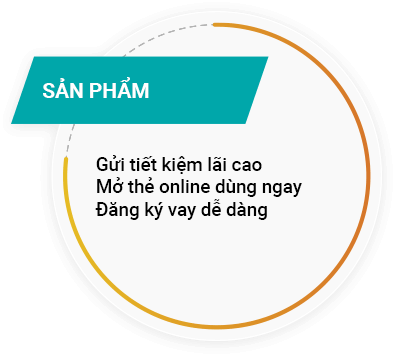 SẢN PHẨM
Gửi tiết kiệm lãi cao
Mở thẻ online dùng ngay
Đăng ký vay dễ dàng